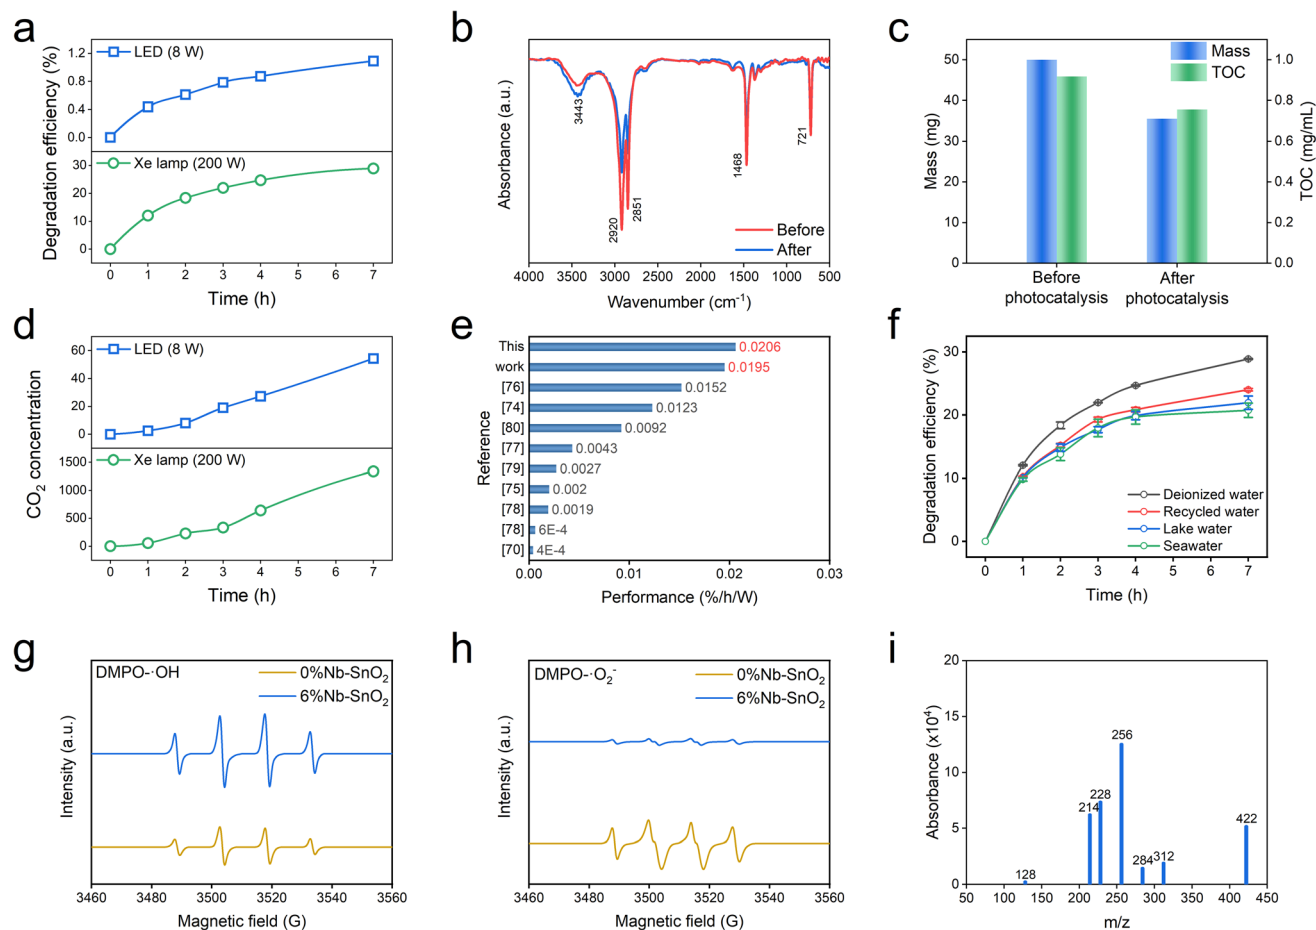 a
LED (8 W)
1.2
0.8
0.4
0.0
Xe lamp (200 W)
30
20
10
0
Degradation efficiency (%)
0 1 2 3 4 5 6 7
Time (h)
b
3443
2920
2851
1468
721
Before
After
Absorbance (a.u.)
4000 3500 3000 2500 2000 1500 1000 500
Wavenumber (cm⁻¹)
c
Mass
TOC
50
40
30
20
10
0
Mass (mg)
1.0
0.8
0.6
0.4
0.2
0.0
TOC (mg/mL)
Before
photocatalysis
After
photocatalysis
d
LED (8 W)
60
40
20
0
Xe lamp (200 W)
1500
1000
500
0
CO₂ concentration
0 1 2 3 4 5 6 7
Time (h)
e
This 0.0206
work 0.0195
[76] 0.0152
[74] 0.0123
[80] 0.0092
[77] 0.0043
[79] 0.0027
[75] 0.002
[78] 0.0019
[78] 6E-4
[70] 4E-4
Reference
0.00 0.01 0.02 0.03
Performance (%/h/W)
f
30
20
10
0
Degradation efficiency (%)
Deionized water
Recycled water
Lake water
Seawater
0 1 2 3 4 5 6 7
Time (h)
g
DMPO-·OH
0%Nb-SnO₂
6%Nb-SnO₂
Intensity (a.u.)
3460 3480 3500 3520 3540 3560
Magnetic field (G)
h
DMPO-·O₂⁻
0%Nb-SnO₂
6%Nb-SnO₂
Intensity (a.u.)
3460 3480 3500 3520 3540 3560
Magnetic field (G)
i
20
15
10
5
0
Absorbance (x10⁴)
128
214
228
256
284
312
422
50 100 150 200 250 300 350 400 450
m/z